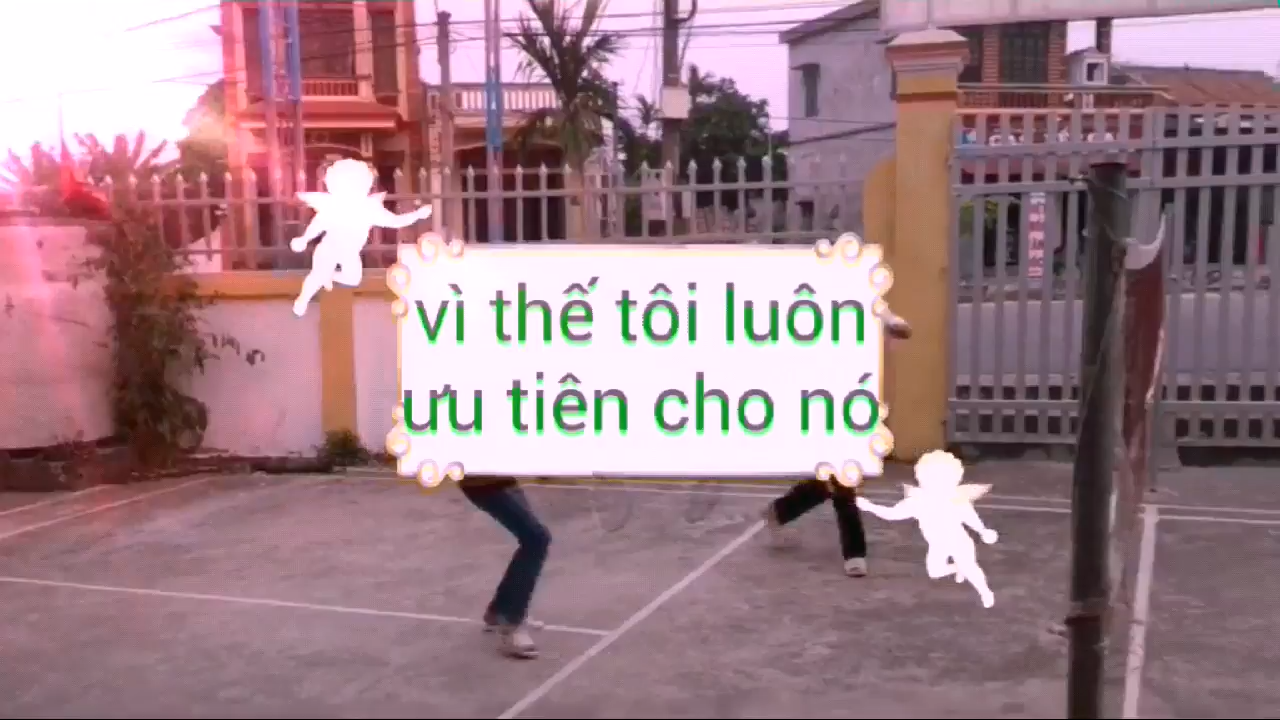 vì thế tôi luôn
ưu tiên cho nó